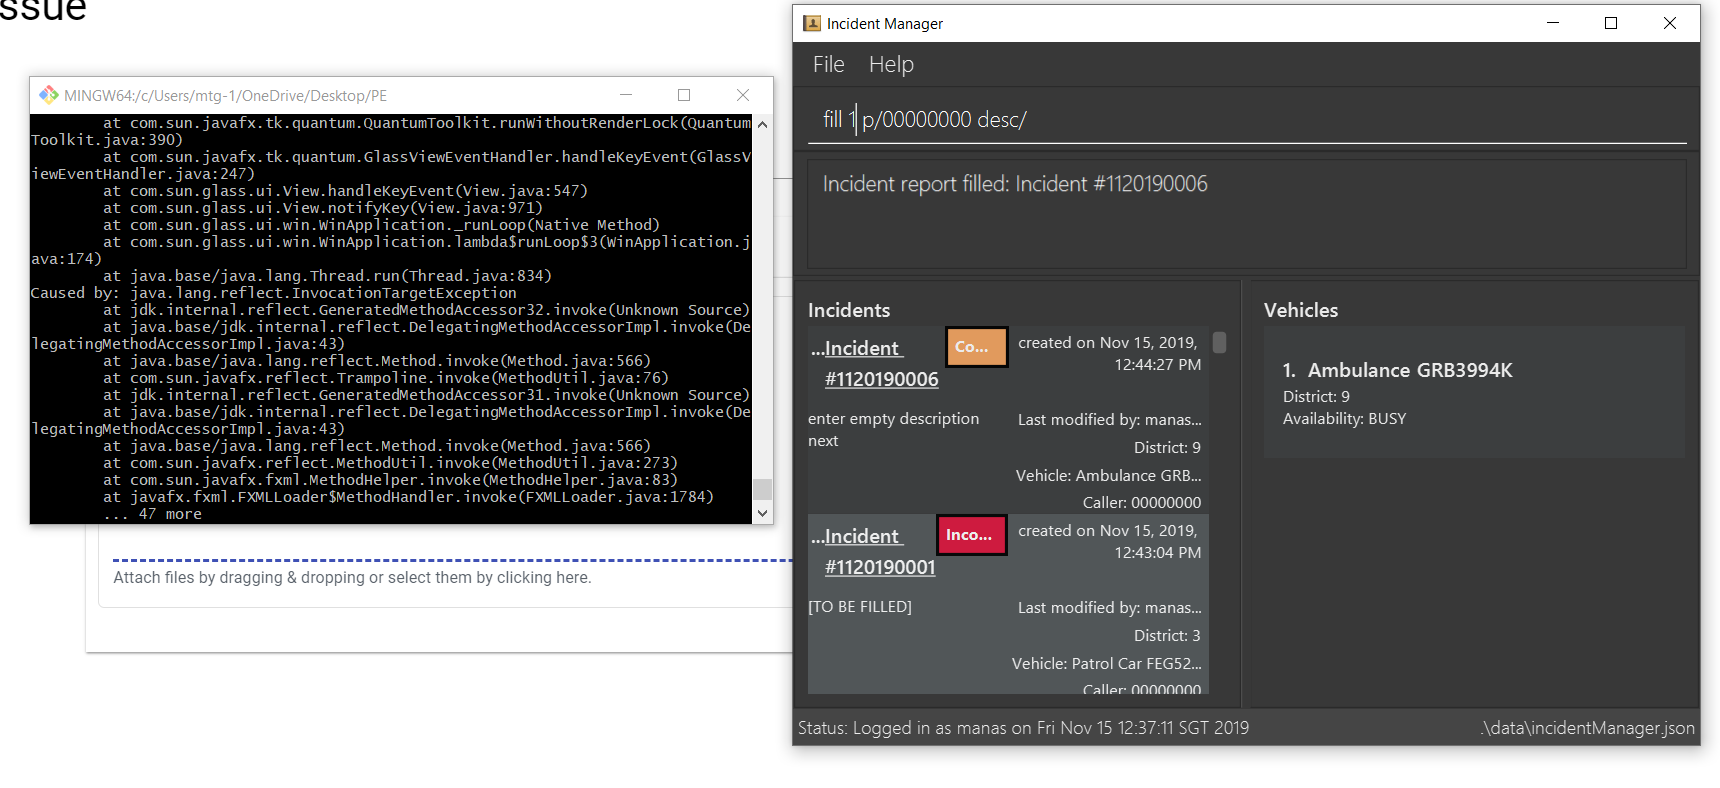 ssue
MINGW64:/c/Users/mtg-1/OneDrive/Desktop/PE
at com.sun.javafx.tk.quantum.QuantumToolkit.runWithoutRenderLock(Quantum
Toolkit.java:390)
at com.sun.javafx.tk.quantum.GlassViewEventHandler.handleKeyEvent(GlassV
iewEventHandler.java:247)
at com.sun.glass.ui.View.handleKeyEvent(View.java:547)
at com.sun.glass.ui.View.notifyKey(View.java:971)
at com.sun.glass.ui.win.WinApplication._runLoop(Native Method)
at com.sun.glass.ui.win.WinApplication.lambda$runLoop$3(WinApplication.j
ava:174)
at java.base/java.lang.Thread.run(Thread.java:834)
Caused by: java.lang.reflect.InvocationTargetException
at jdk.internal.reflect.GeneratedMethodAccessor32.invoke(Unknown Source)
at java.base/jdk.internal.reflect.DelegatingMethodAccessorImpl.invoke(De
legatingMethodAccessorImpl.java:43)
at java.base/java.lang.reflect.Method.invoke(Method.java:566)
at com.sun.javafx.reflect.Trampoline.invoke(MethodUtil.java:76)
at jdk.internal.reflect.GeneratedMethodAccessor31.invoke(Unknown Source)
at java.base/jdk.internal.reflect.DelegatingMethodAccessorImpl.invoke(De
legatingMethodAccessorImpl.java:43)
at java.base/java.lang.reflect.Method.invoke(Method.java:566)
at com.sun.javafx.reflect.MethodUtil.invoke(MethodUtil.java:273)
at com.sun.javafx.fxml.MethodHelper.invoke(MethodHelper.java:83)
at javafx.fxml.FXMLLoader$MethodHandler.invoke(FXMLLoader.java:1784)
... 47 more
Attach files by dragging & dropping or select them by clicking here.
Incident Manager
File Help
fill 1 p/00000000 desc/
Incident report filled: Incident #1120190006
Incidents
...Incident
#1120190006
Co...
created on Nov 15, 2019,
12:44:27 PM
enter empty description
next
Last modified by: manas...
District: 9
Vehicle: Ambulance GRB...
Caller: 00000000
...Incident
#1120190001
Inco...
created on Nov 15, 2019,
12:43:04 PM
[TO BE FILLED]
Last modified by: manas...
District: 3
Vehicle: Patrol Car FEG52...
Caller: 00000000
Vehicles
1. Ambulance GRB3994K
District: 9
Availability: BUSY
Status: Logged in as manas on Fri Nov 15 12:37:11 SGT 2019
.\data\incidentManager.json